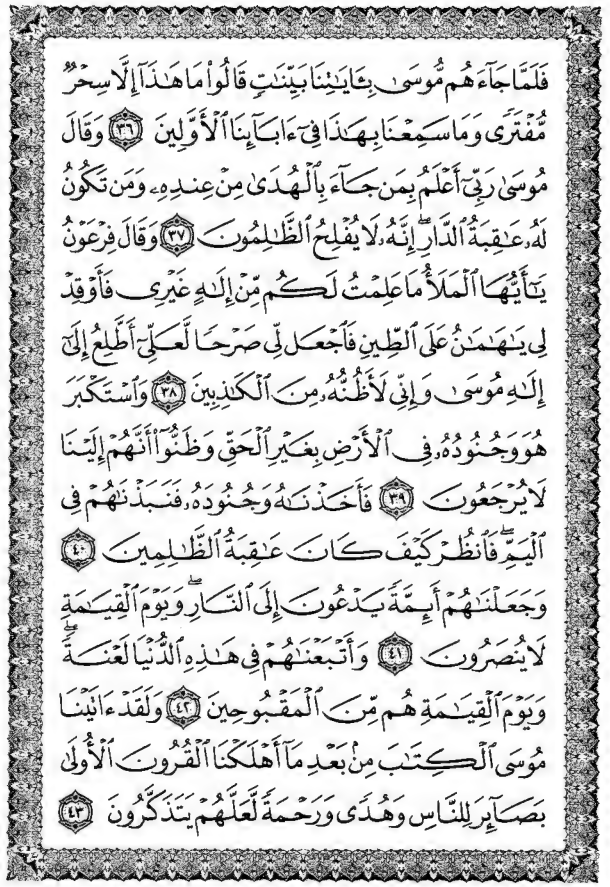 فَلَمَّا جَآءَهُم مُّوسَىٰ بِـَٔايَـٰتِنَا بَيِّنَـٰتٍ قَالُوا۟ مَا هَـٰذَآ إِلَّا سِحْرٌ
مُّفْتَرًى وَمَا سَمِعْنَا بِهَـٰذَا فِىٓ ءَابَآئِنَا ٱلْأَوَّلِينَ ٣٦ وَقَالَ
مُوسَىٰ رَبِّىٓ أَعْلَمُ بِمَن جَآءَ بِٱلْهُدَىٰ مِنْ عِندِهِۦ وَمَن تَكُونُ
لَهُۥ عَـٰقِبَةُ ٱلدَّارِ ۖ إِنَّهُۥ لَا يُفْلِحُ ٱلظَّـٰلِمُونَ ٣٧ وَقَالَ فِرْعَوْنُ
يَـٰٓأَيُّهَا ٱلْمَلَأُ مَا عَلِمْتُ لَكُم مِّنْ إِلَـٰهٍ غَيْرِى فَأَوْقِدْ
لِى يَـٰهَـٰمَـٰنُ عَلَى ٱلطِّينِ فَٱجْعَل لِّى صَرْحًا لَّعَلِّىٓ أَطَّلِعُ إِلَىٰٓ
إِلَـٰهِ مُوسَىٰ وَإِنِّى لَأَظُنُّهُۥ مِنَ ٱلْكَـٰذِبِينَ ٣٨ وَٱسْتَكْبَرَ
هُوَ وَجُنُودُهُۥ فِى ٱلْأَرْضِ بِغَيْرِ ٱلْحَقِّ وَظَنُّوٓا۟ أَنَّهُمْ إِلَيْنَا
لَا يُرْجَعُونَ ٣٩ فَأَخَذْنَـٰهُ وَجُنُودَهُۥ فَنَبَذْنَـٰهُمْ فِى
ٱلْيَمِّ ۖ فَٱنظُرْ كَيْفَ كَانَ عَـٰقِبَةُ ٱلظَّـٰلِمِينَ ٤٠
وَجَعَلْنَـٰهُمْ أَئِمَّةً يَدْعُونَ إِلَى ٱلنَّارِ ۖ وَيَوْمَ ٱلْقِيَـٰمَةِ
لَا يُنصَرُونَ ٤١ وَأَتْبَعْنَـٰهُمْ فِى هَـٰذِهِ ٱلدُّنْيَا لَعْنَةً ۖ
وَيَوْمَ ٱلْقِيَـٰمَةِ هُم مِّنَ ٱلْمَقْبُوحِينَ ٤٢ وَلَقَدْ ءَاتَيْنَا
مُوسَى ٱلْكِتَـٰبَ مِنۢ بَعْدِ مَآ أَهْلَكْنَا ٱلْقُرُونَ ٱلْأُولَىٰ
بَصَآئِرَ لِلنَّاسِ وَهُدًى وَرَحْمَةً لَّعَلَّهُمْ يَتَذَكَّرُونَ ٤٣